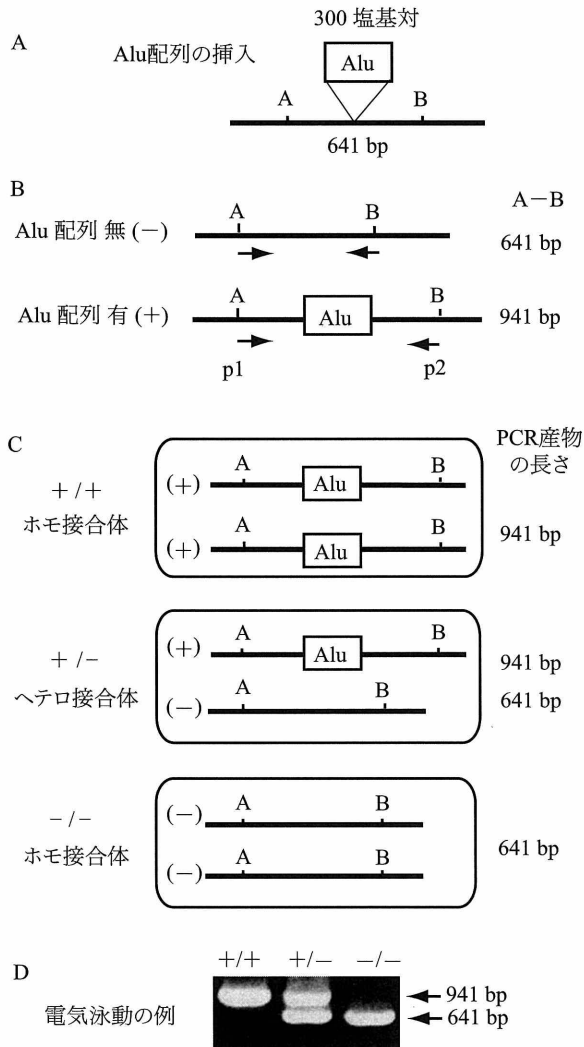 A
300 塩基対
Alu配列の挿入
Alu
A
B
641 bp
B
A−B
Alu 配列 無 (−)
A
B
641 bp
Alu 配列 有 (+)
A
Alu
B
941 bp
p1
p2
C
PCR産物
の長さ
+/+
ホモ接合体
(+)
A
Alu
B
(+)
A
Alu
B
941 bp
+/−
ヘテロ接合体
(+)
A
Alu
B
941 bp
(−)
A
B
641 bp
−/−
ホモ接合体
(−)
A
B
(−)
A
B
641 bp
D
+/+
+/−
−/−
電気泳動の例
941 bp
641 bp